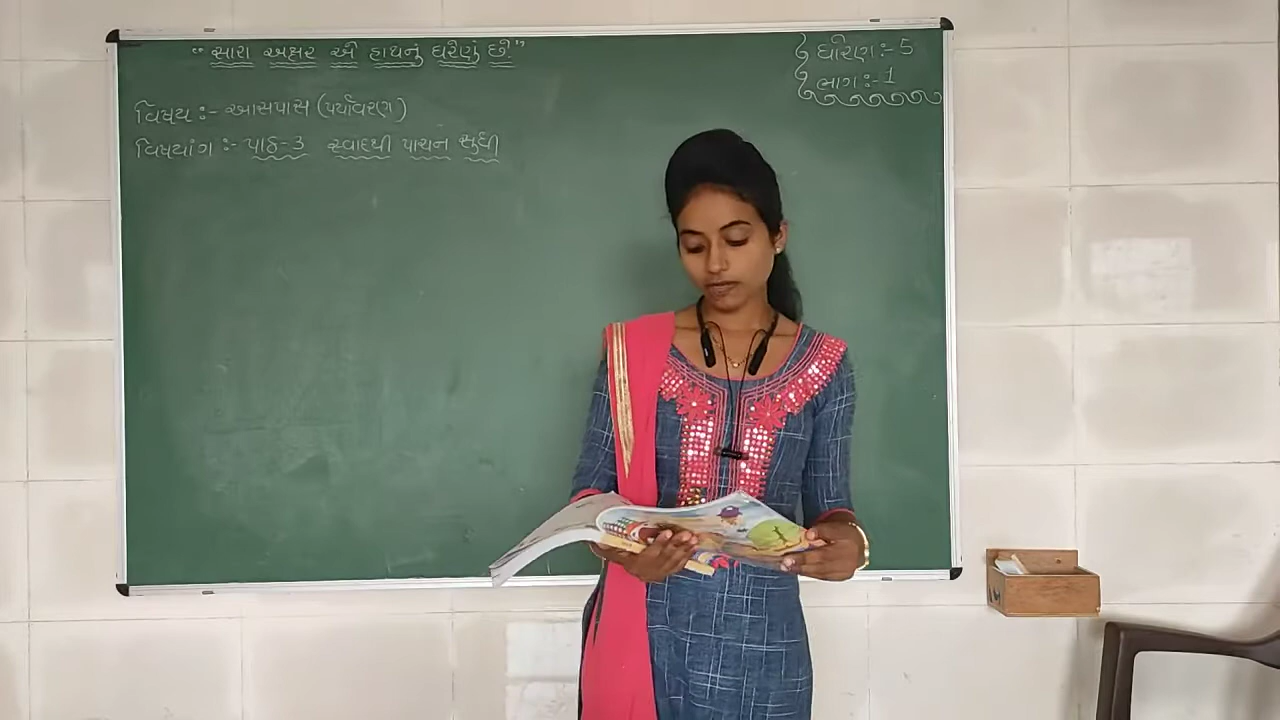 "સારા અક્ષર એ હાથનું ઘરેણું છે."
ધોરણ :- 5
ભાગ :- 1
વિષય :- આસપાસ (પર્યાવરણ)
વિષયાંગ :- પાઠ-3 સ્વાદથી પાચન સુધી